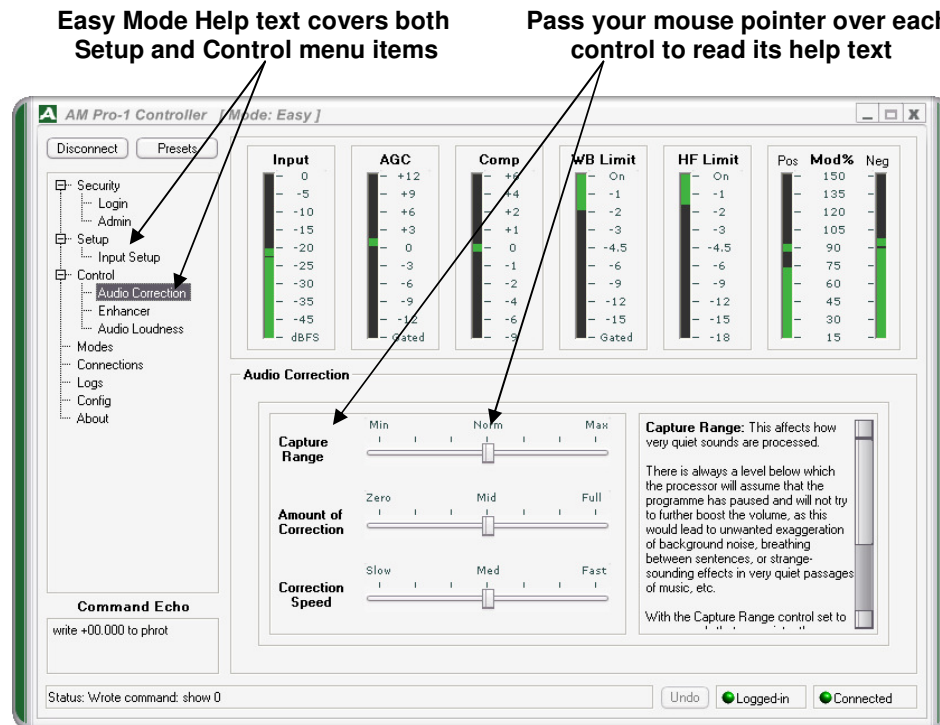 Easy Mode Help text covers both
Setup and Control menu items
Pass your mouse pointer over each
control to read its help text
A AM Pro-1 Controller [Mode: Easy ]
Disconnect
Presets
Security
Login
Admin
Setup
Input Setup
Control
Audio Correction
Enhancer
Audio Loudness
Modes
Connections
Logs
Config
About
Command Echo
write +00.000 to phrot
Input
0
-5
-10
-15
-20
-25
-30
-35
-45
dBFS
AGC
+12
+9
+6
+3
0
-3
-6
-9
-12
Gated
Comp
+6
+4
+2
+1
0
-1
-2
-4
-6
-9
WB Limit
On
-1
-2
-3
-4.5
-6
-9
-12
-15
Gated
HF Limit
On
-1
-2
-3
-4.5
-6
-9
-12
-15
-18
Pos Mod% Neg
150
135
120
105
90
75
60
45
30
15
Audio Correction
Min Norm Max
Capture
Range
Zero Mid Full
Amount of
Correction
Slow Med Fast
Correction
Speed
Capture Range: This affects how
very quiet sounds are processed.
There is always a level below which
the processor will assume that the
programme has paused and will not try
to further boost the volume, as this
would lead to unwanted exaggeration
of background noise, breathing
between sentences, or strange-
sounding effects in very quiet passages
of music, etc.
With the Capture Range control set to
Status: Wrote command: show 0
Undo
Logged-in
Connected